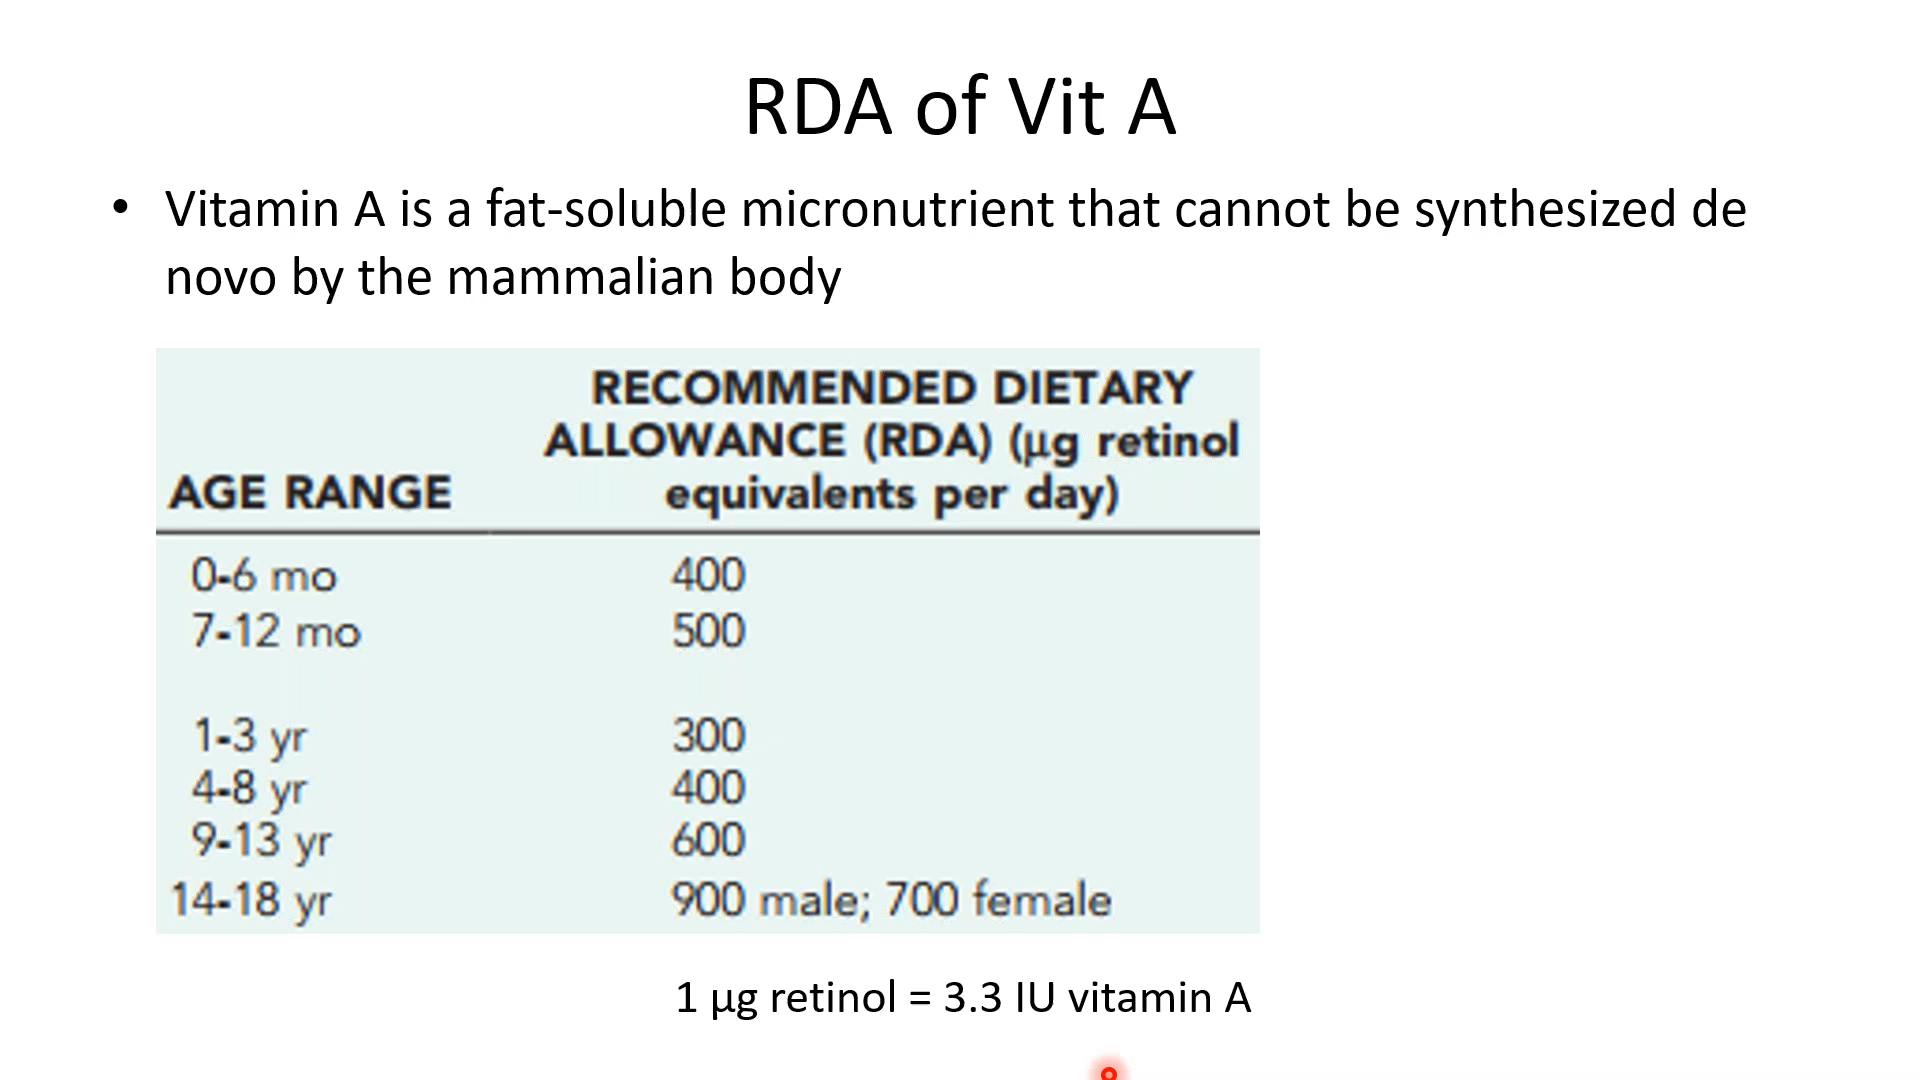 RDA of Vit A
• Vitamin A is a fat-soluble micronutrient that cannot be synthesized de
novo by the mammalian body
RECOMMENDED DIETARY
ALLOWANCE (RDA) (µg retinol
AGE RANGE equivalents per day)
0-6 mo 400
7-12 mo 500
1-3 yr 300
4-8 yr 400
9-13 yr 600
14-18 yr 900 male; 700 female
1 µg retinol = 3.3 IU vitamin A